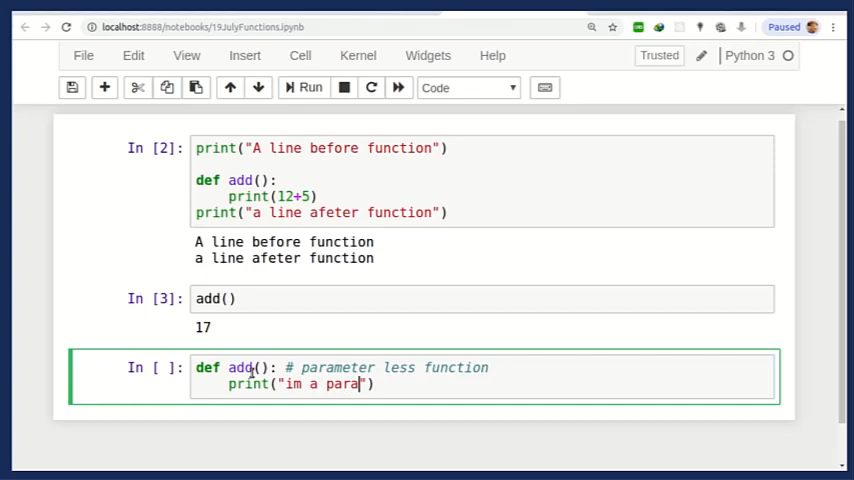 localhost:8888/notebooks/19JulyFunctions.ipynb
Paused
File Edit View Insert Cell Kernel Widgets Help Trusted Python 3
Run Code
In [2]: print("A line before function")
def add():
print(12+5)
print("a line afeter function")
A line before function
a line afeter function
In [3]: add()
17
In [ ]: def add(): # parameter less function
print("im a para")